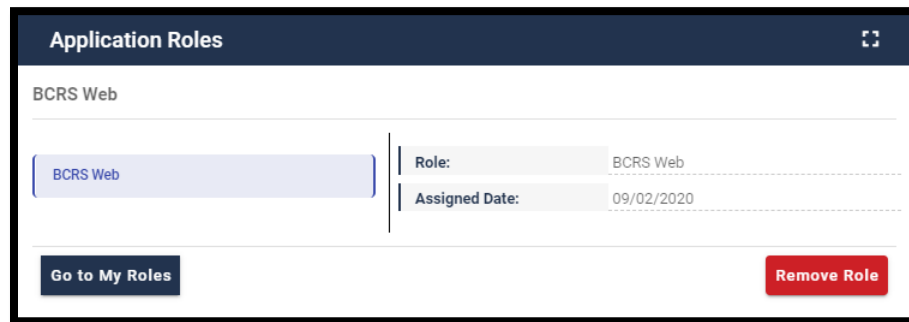 Application Roles
BCRS Web
BCRS Web
Role: BCRS Web
Assigned Date: 09/02/2020
Go to My Roles
Remove Role